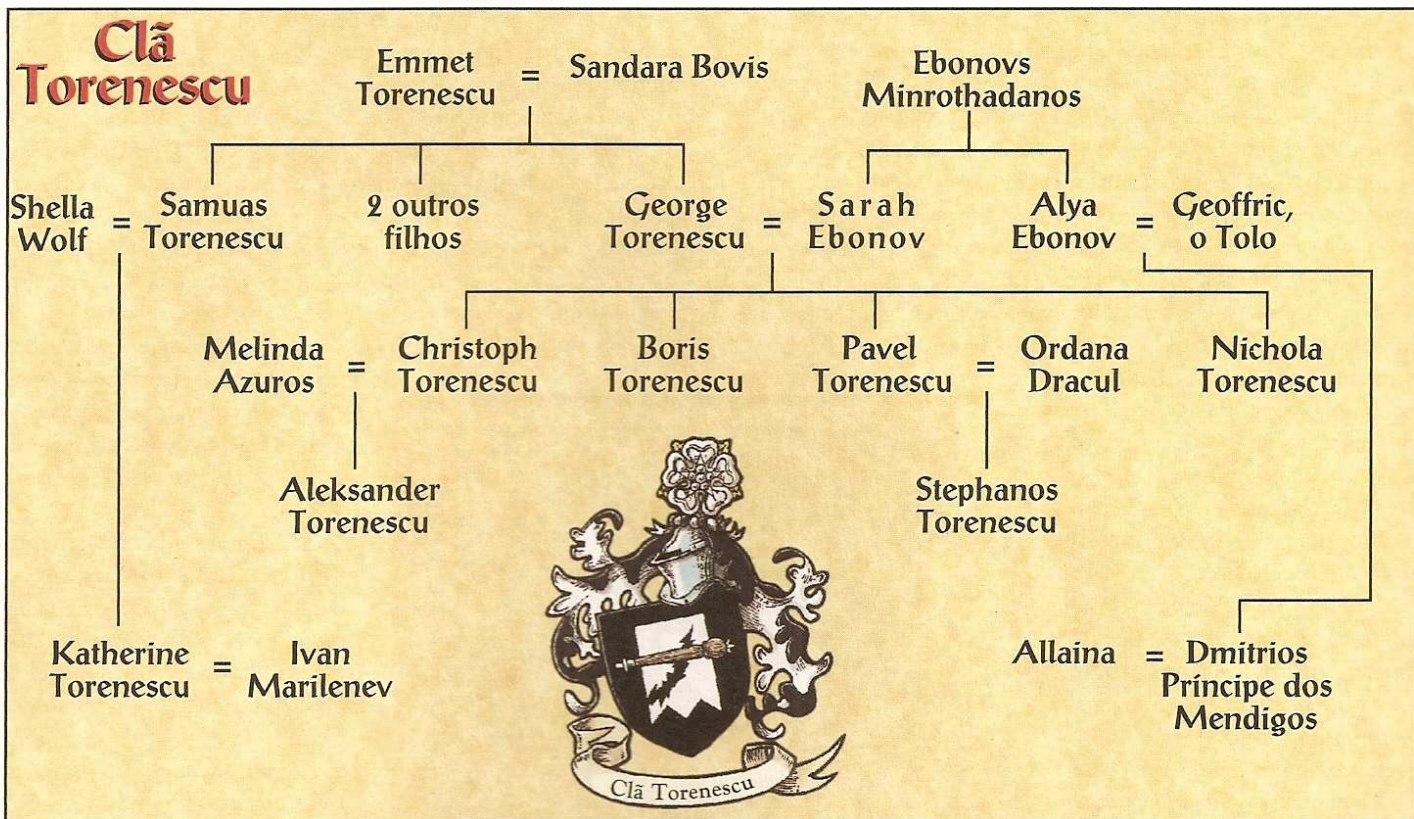 Clã
Torenescu
Emmet
Torenescu
=
Sandara Bovis
Ebonovs
Minrothadanos
Shella
Wolf
=
Samuas
Torenescu
2 outros
filhos
George
Torenescu
=
Sarah
Ebonov
Alya
Ebonov
=
Geoffric,
o Tolo
Melinda
Azuros
=
Christoph
Torenescu
Boris
Torenescu
Pavel
Torenescu
=
Ordana
Dracul
Nichola
Torenescu
Aleksander
Torenescu
Stephanos
Torenescu
Katherine
Torenescu
=
Ivan
Marilenev
Allaina
=
Dmitrios
Príncipe dos
Mendigos
Clã Torenescu